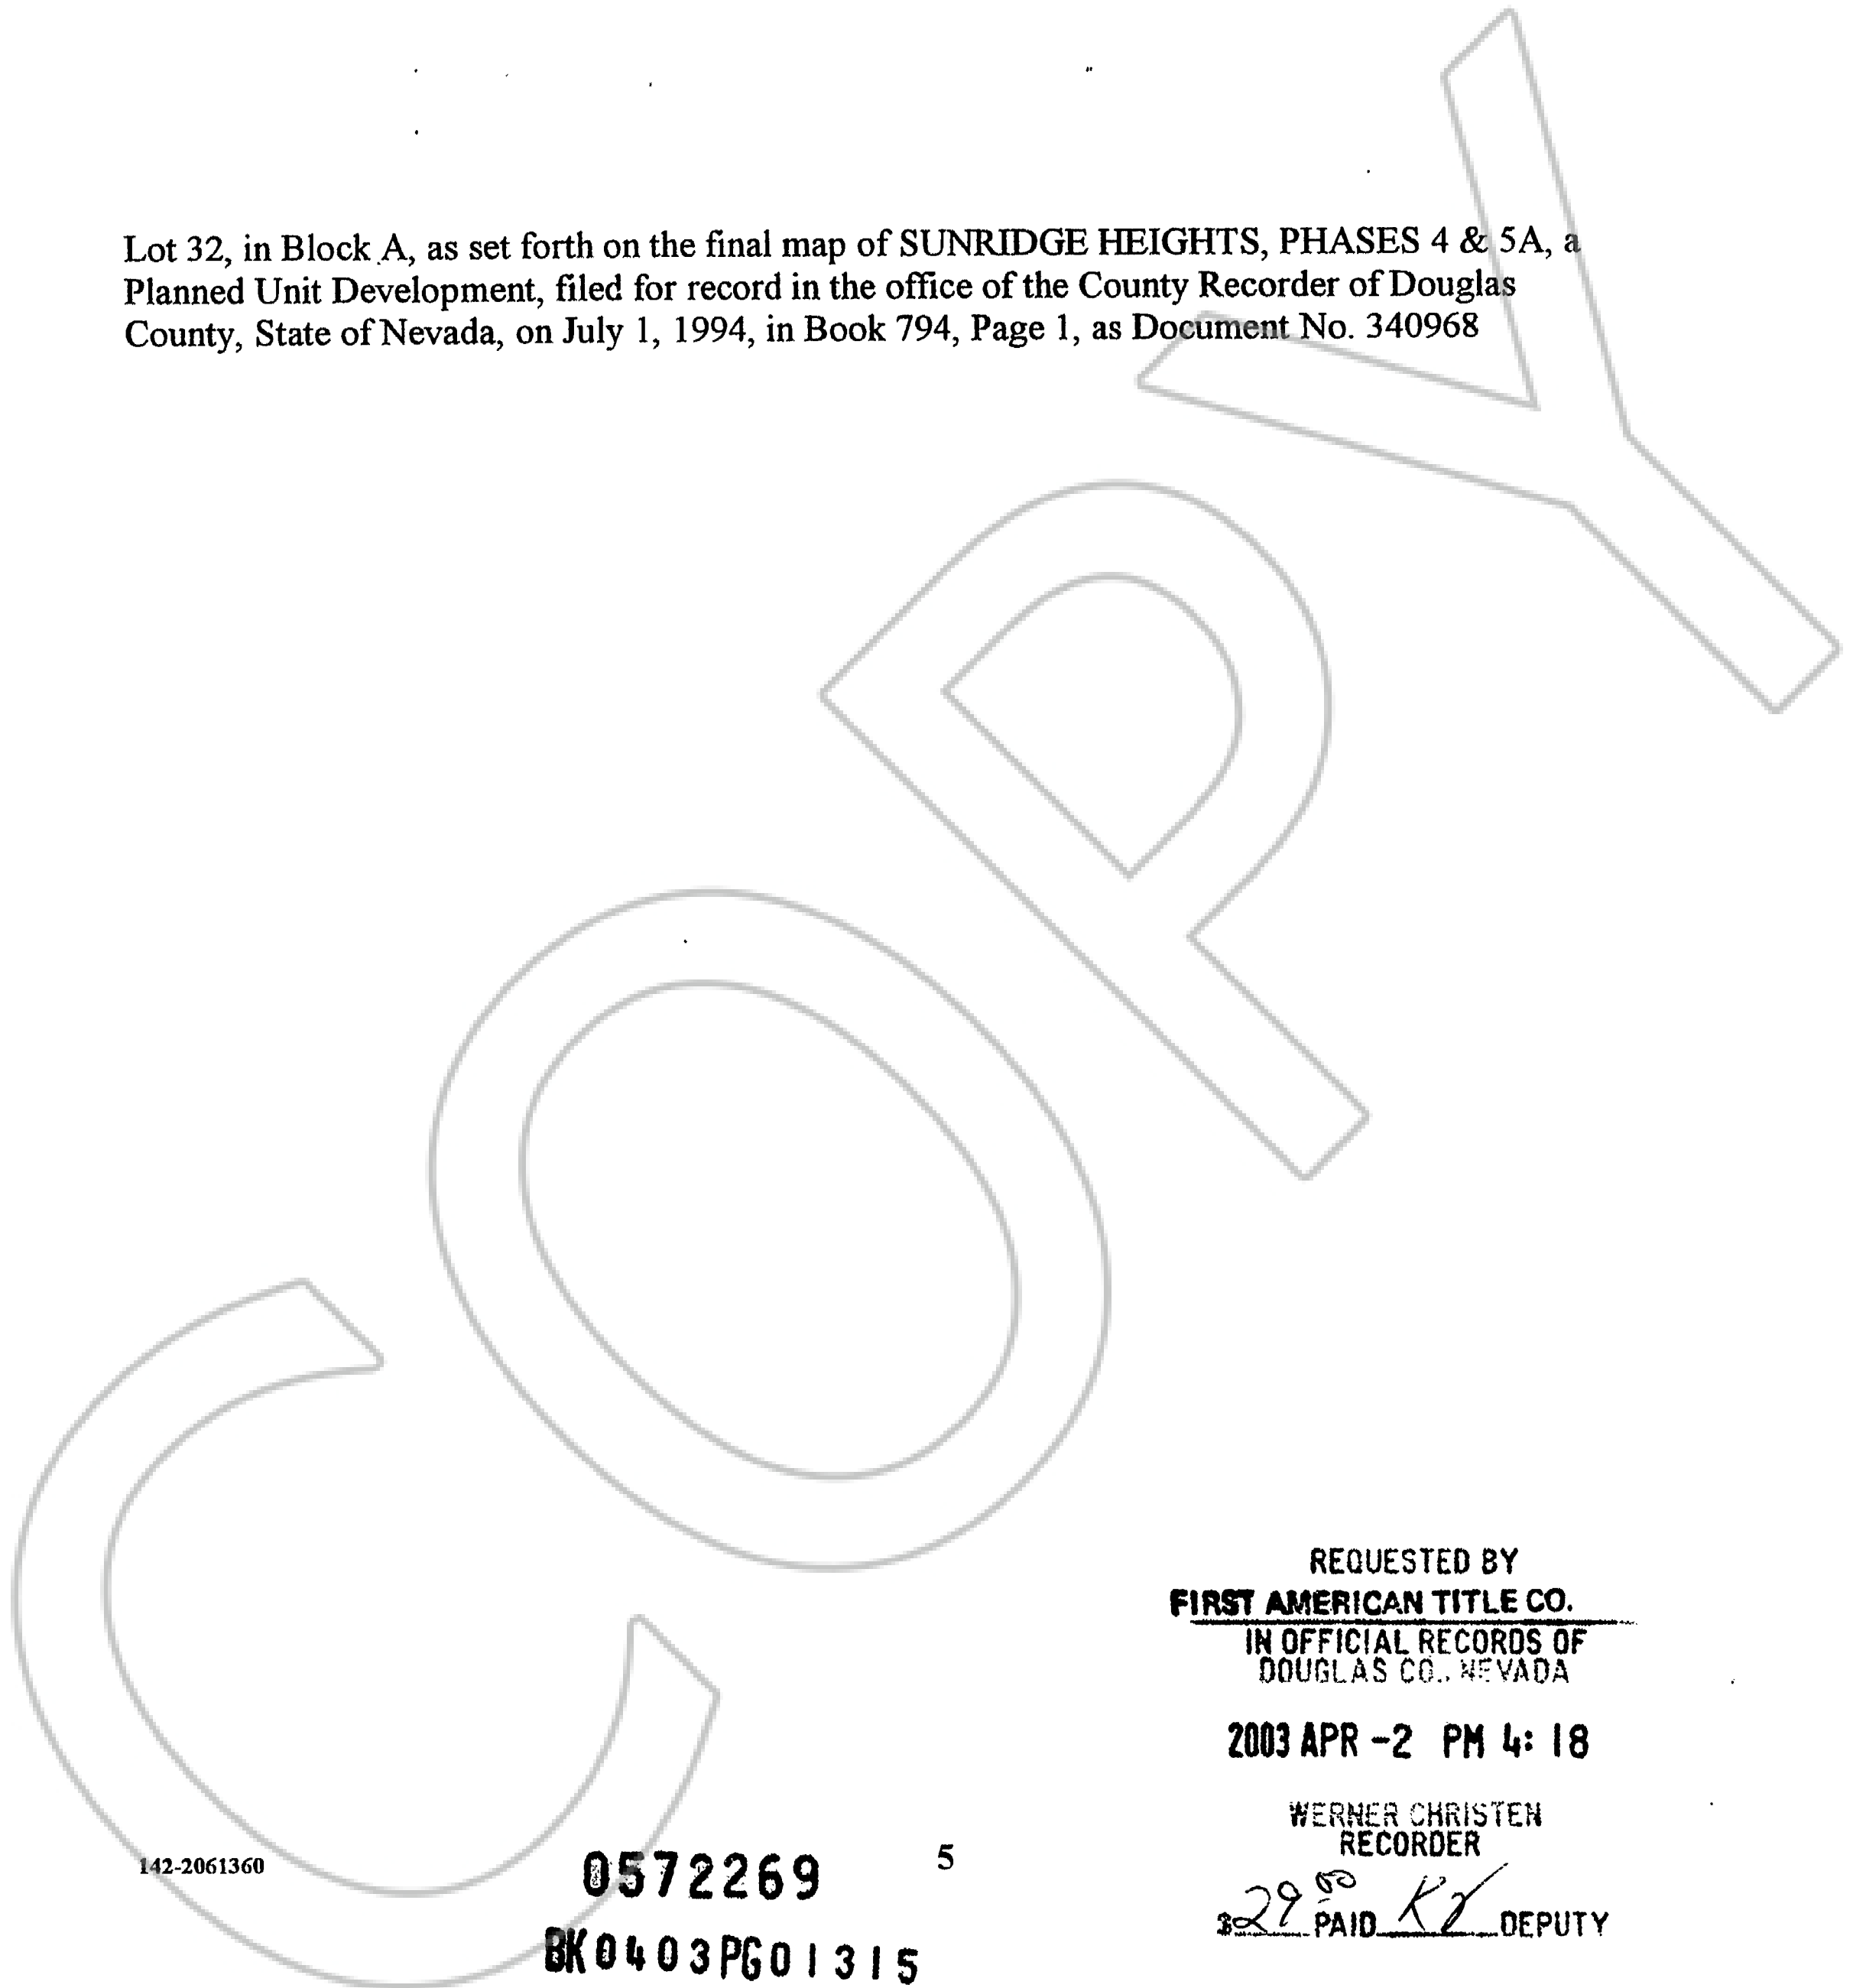 Lot 32, in Block A, as set forth on the final map of SUNRIDGE HEIGHTS, PHASES 4 & 5A, a
Planned Unit Development, filed for record in the office of the County Recorder of Douglas
County, State of Nevada, on July 1, 1994, in Book 794, Page 1, as Document No. 340968
COPY
REQUESTED BY
FIRST AMERICAN TITLE CO.
IN OFFICIAL RECORDS OF
DOUGLAS CO., NEVADA
2003 APR -2 PM 4:18
WERNER CHRISTEN
RECORDER
$29.00 PAID DEPUTY
142-2061360
0572269
5
BK0403PG01315